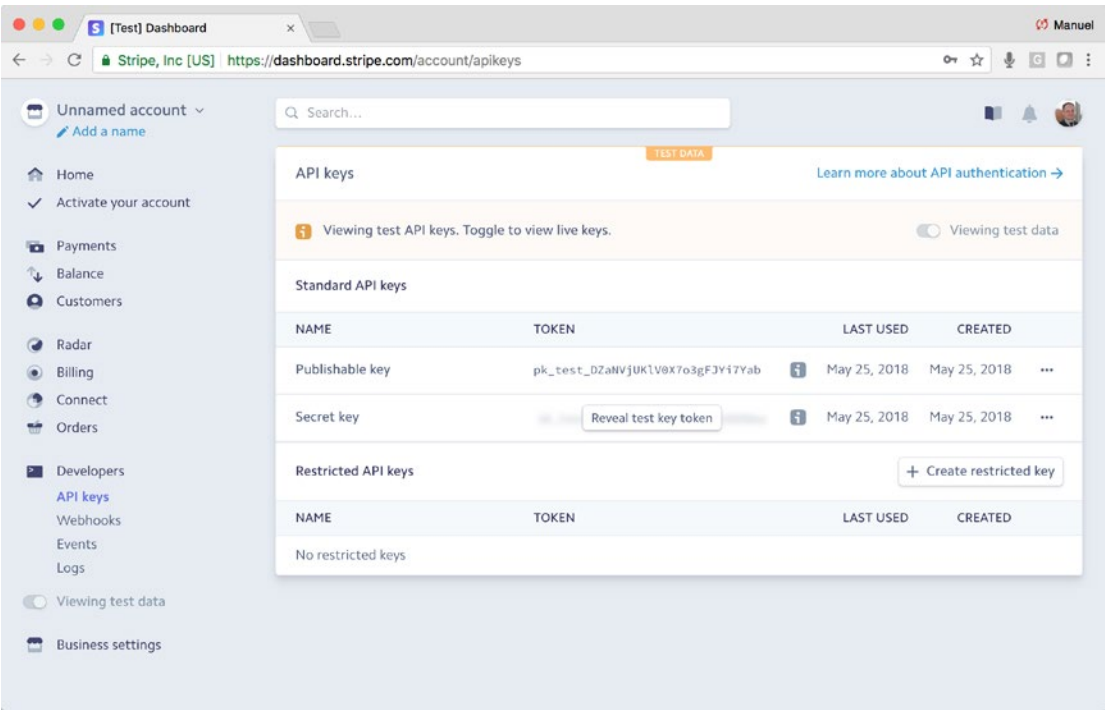 [Test] Dashboard
Manuel
Stripe, Inc [US] https://dashboard.stripe.com/account/apikeys
Unnamed account
Add a name
Search...
Home
Activate your account
Payments
Balance
Customers
Radar
Billing
Connect
Orders
Developers
API keys
Webhooks
Events
Logs
Viewing test data
Business settings
TEST DATA
API keys Learn more about API authentication →
Viewing test API keys. Toggle to view live keys. Viewing test data
Standard API keys
NAME TOKEN LAST USED CREATED
Publishable key pk_test_DZaNVjUKlV0X7o3gFJYi7Yab May 25, 2018 May 25, 2018
Secret key Reveal test key token May 25, 2018 May 25, 2018
Restricted API keys + Create restricted key
NAME TOKEN LAST USED CREATED
No restricted keys